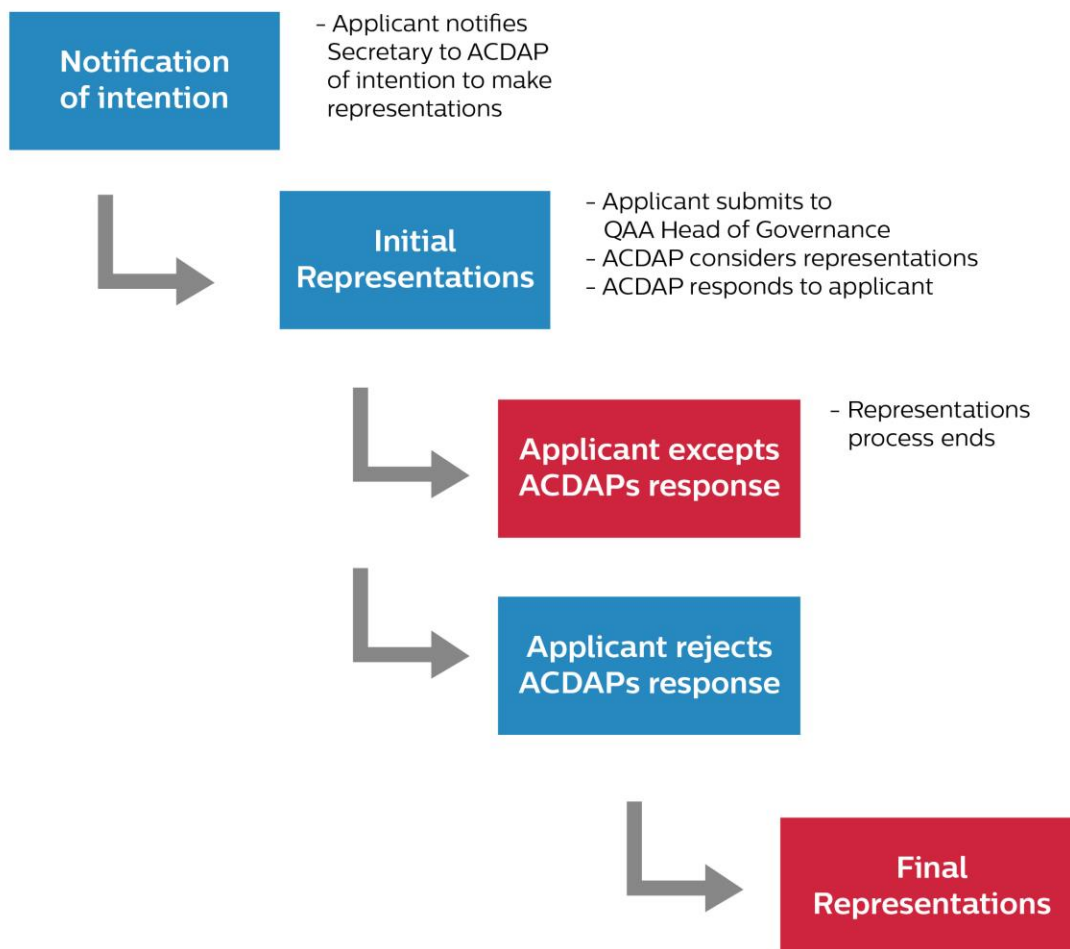 Notification
of intention
- Applicant notifies
Secretary to ACDAP
of intention to make
representations
Initial
Representations
- Applicant submits to
QAA Head of Governance
- ACDAP considers representations
- ACDAP responds to applicant
Applicant excepts
ACDAPs response
- Representations
process ends
Applicant rejects
ACDAPs response
Final
Representations